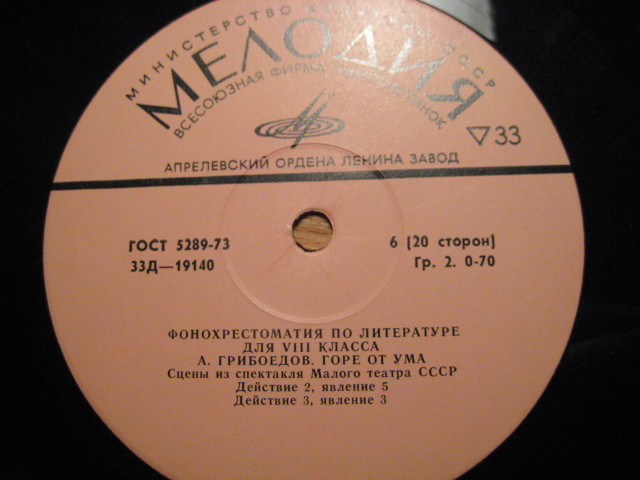 МИНИСТЕРСТВО СССР
МЕЛОДИЯ
ВСЕСОЮЗНАЯ ФИРМА
▽33
АПРЕЛЕВСКИЙ ОРДЕНА ЛЕНИНА ЗАВОД
ГОСТ 5289-73
6 (20 сторон)
33Д—19140
Гр. 2. 0-70
ФОНОХРЕСТОМАТИЯ ПО ЛИТЕРАТУРЕ
ДЛЯ VIII КЛАССА
А. ГРИБОЕДОВ. ГОРЕ ОТ УМА
Сцены из спектакля Малого театра СССР
Действие 2, явление 5
Действие 3, явление 3